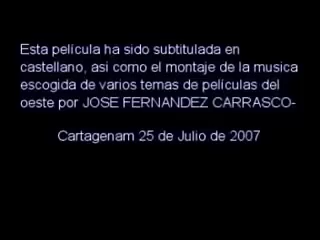 Esta película ha sido subtitulada en
castellano, asi como el montaje de la musica
escogida de varios temas de películas del
oeste por JOSE FERNANDEZ CARRASCO-
Cartagenam 25 de Julio de 2007